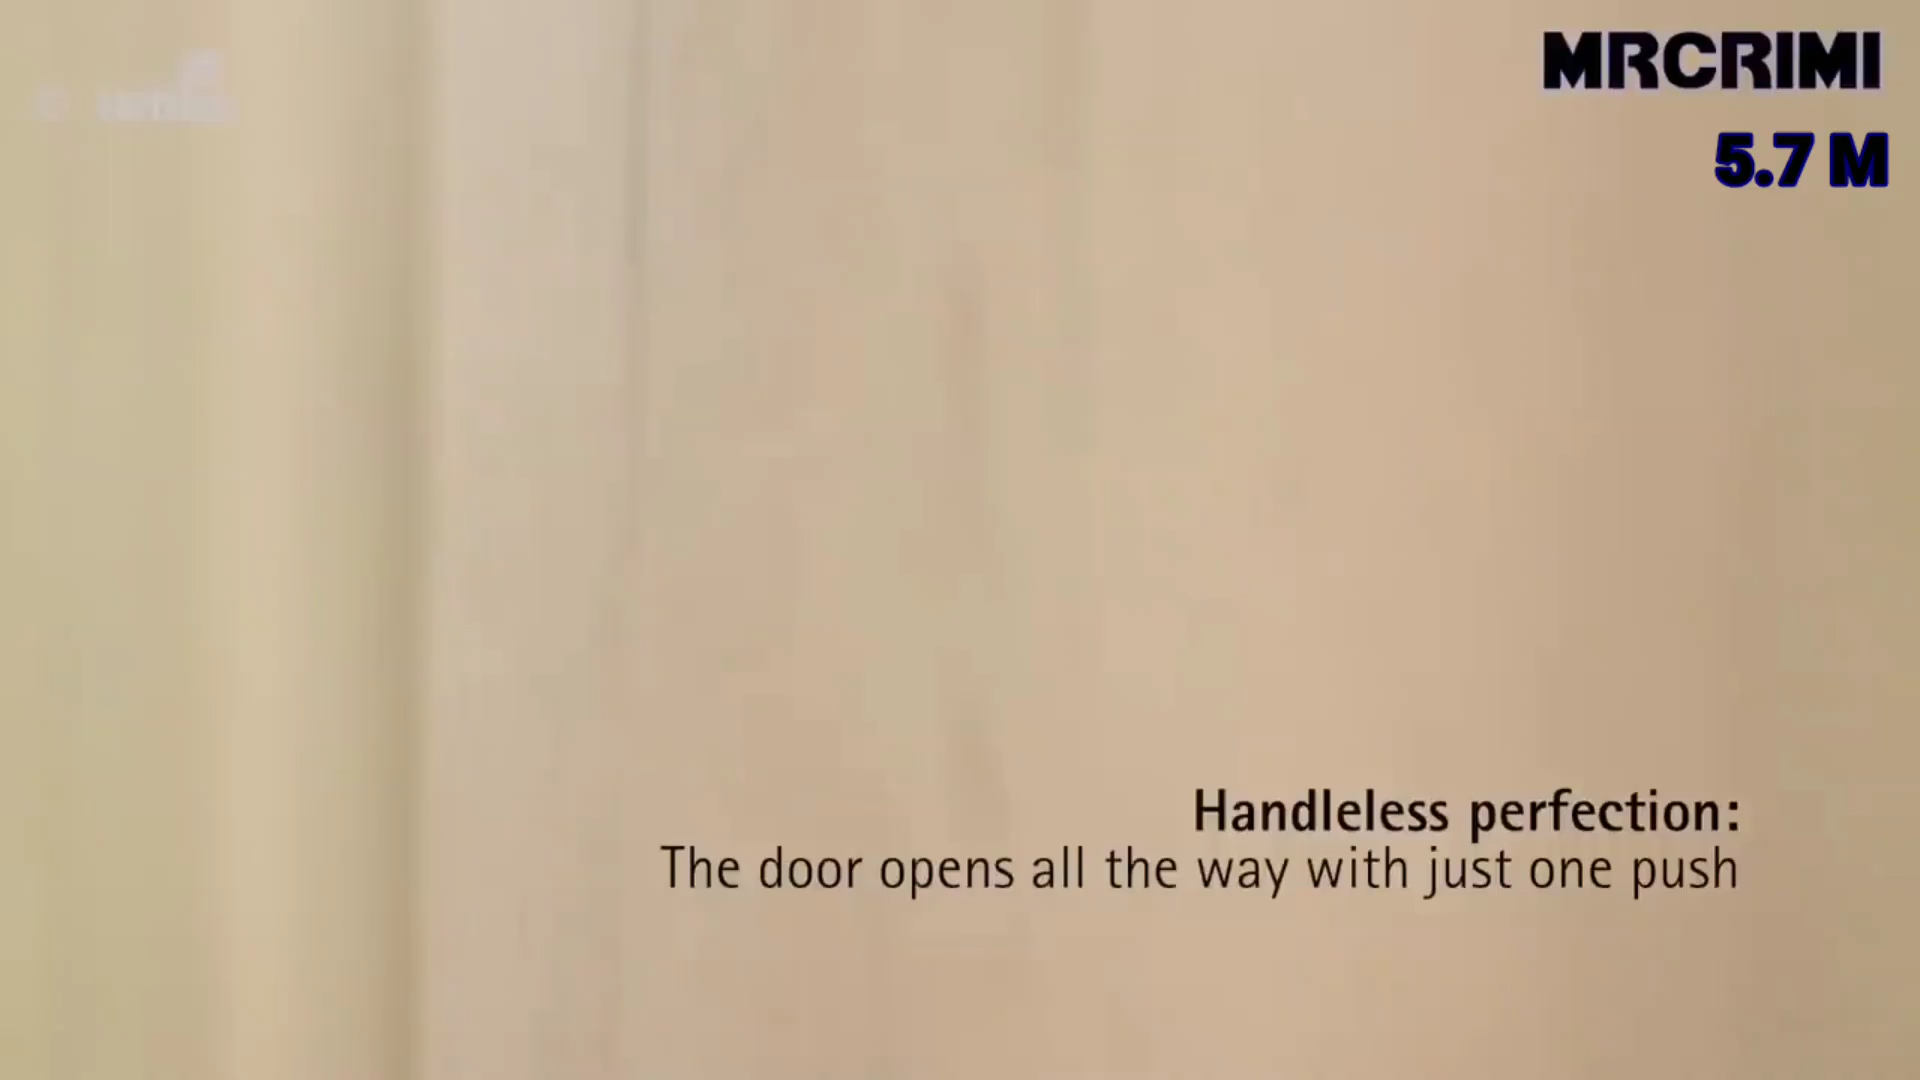 MRCRIMI
5.7 M
Handleless perfection:
The door opens all the way with just one push